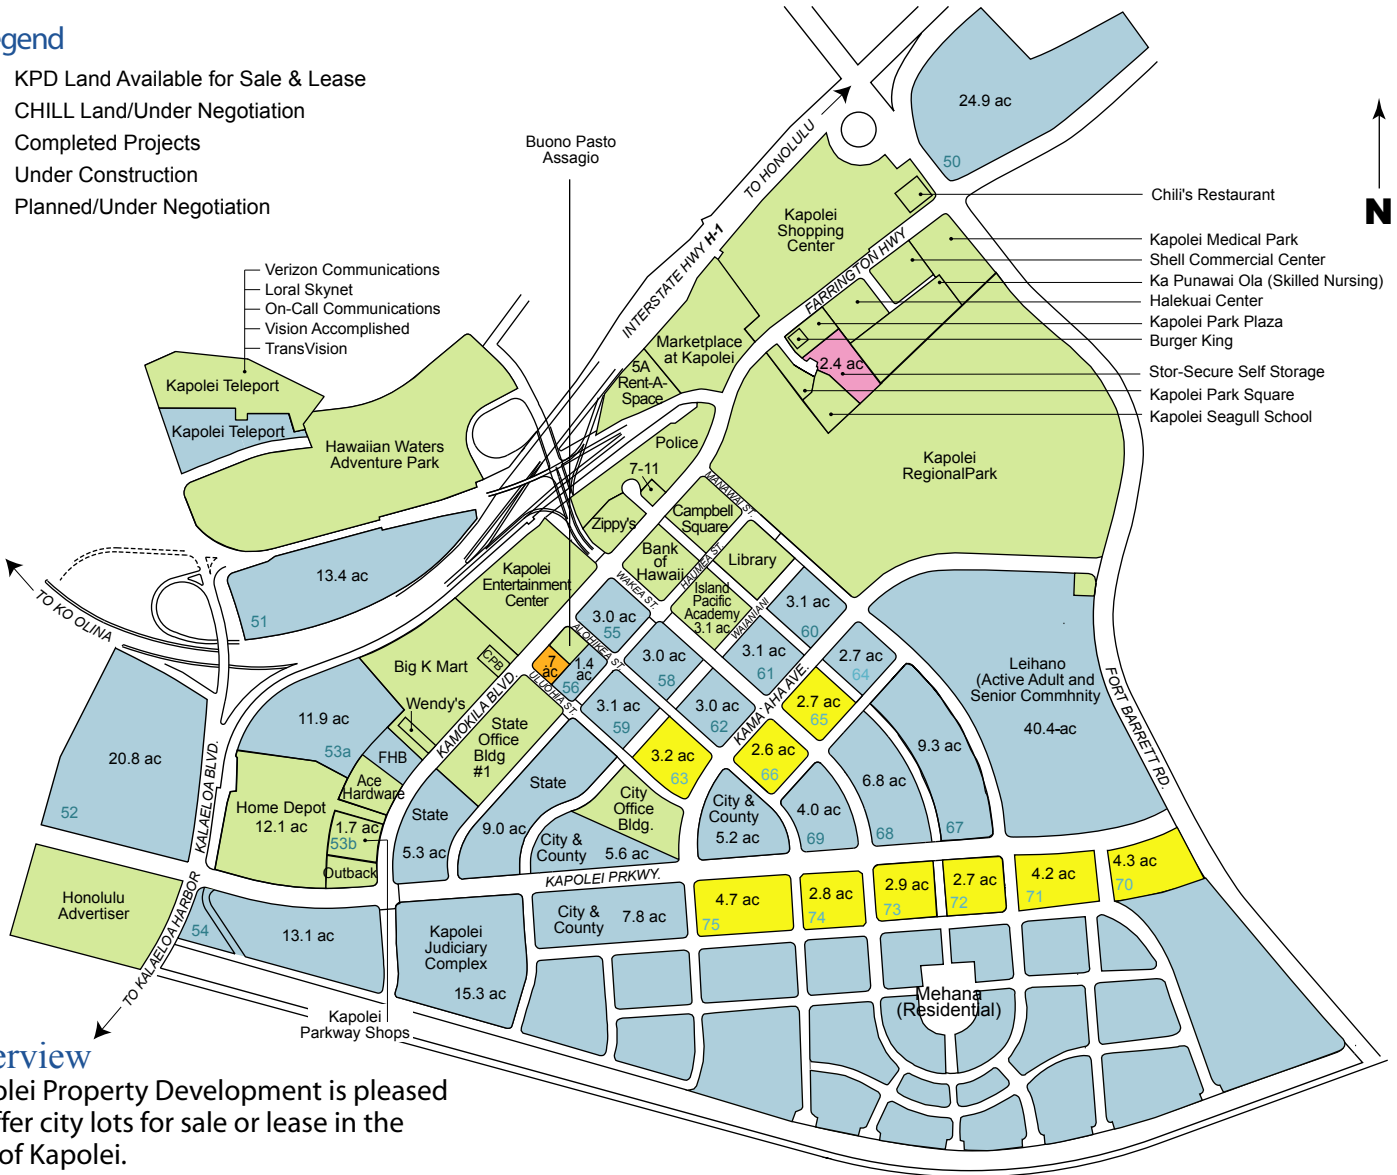 egend
KPD Land Available for Sale & Lease
CHILL Land/Under Negotiation
Completed Projects
Under Construction
Planned/Under Negotiation
Buono Pasto
Assagio
TO HONOLULU
INTERSTATE HWY H-1
24.9 ac
50
N
Chili's Restaurant
Kapolei Medical Park
Shell Commercial Center
Ka Punawai Ola (Skilled Nursing)
Halekuai Center
Kapolei Park Plaza
Burger King
Stor-Secure Self Storage
Kapolei Park Square
Kapolei Seagull School
Kapolei
Shopping
Center
FARRINGTON HWY
2.4 ac
Marketplace
at Kapolei
5A
Rent-A-
Space
Verizon Communications
Loral Skynet
On-Call Communications
Vision Accomplished
TransVision
Kapolei Teleport
Kapolei Teleport
Hawaiian Waters
Adventure Park
Police
7-11
Zippy's
Kapolei
RegionalPark
MANAWAI ST.
Campbell
Square
Bank
of
Hawaii
HAUMEA ST
Library
Island
Pacific
Academy
3.1 ac
WAKEA ST.
WAIANIANI
Kapolei
Entertainment
Center
13.4 ac
51
TO KO OLINA
3.0 ac
55
ALOHIKEA ST.
3.1 ac
60
3.0 ac
58
3.1 ac
61
2.7 ac
64
Leihano
(Active Adult and
Senior Commhnity
40.4-ac
FORT BARRETT RD.
Big K Mart
CPB
.7
ac
1.4
ac
56
ULUOHIA ST.
Wendy's
KAMOKILA BLVD.
3.1 ac
59
3.0 ac
62
KAMA`AHA AVE.
2.7 ac
65
11.9 ac
53a
FHB
State
Office
Bldg
#1
3.2 ac
63
2.6 ac
66
9.3 ac
67
6.8 ac
68
20.8 ac
52
KALAELOA BLVD.
Ace
Hardware
Home Depot
12.1 ac
1.7 ac
53b
Outback
State
5.3 ac
State
9.0 ac
City
Office
Bldg.
City &
County
5.6 ac
City &
County
5.2 ac
4.0 ac
69
KAPOLEI PRKWY.
Honolulu
Advertiser
TO KALAELOA HARBOR
54
13.1 ac
Kapolei
Judiciary
Complex
15.3 ac
City &
County
7.8 ac
4.7 ac
75
2.8 ac
74
2.9 ac
73
2.7 ac
72
4.2 ac
71
4.3 ac
70
Mehana
(Residential)
Kapolei
Parkway Shops
erview
olei Property Development is pleased
ffer city lots for sale or lease in the
of Kapolei.